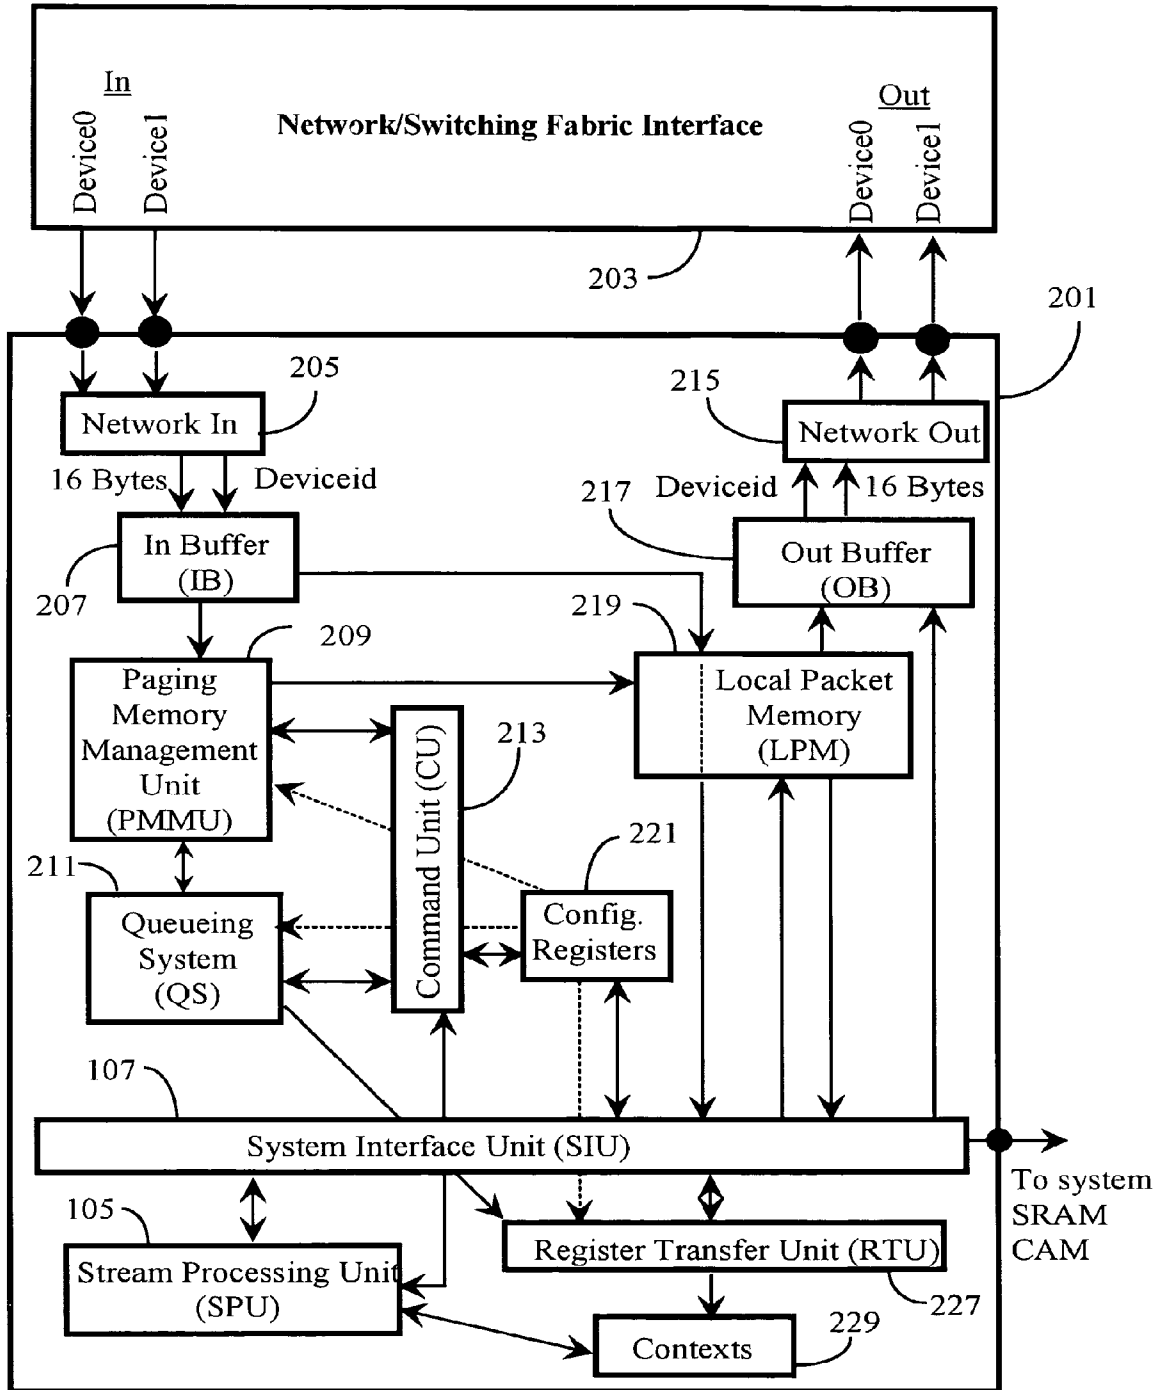 In
Out
Device0
Device1
Network/Switching Fabric Interface
Device0
Device1
203
201
205
215
Network In
Network Out
16 Bytes
Deviceid
217
Deviceid
16 Bytes
In Buffer
(IB)
Out Buffer
(OB)
207
219
209
Paging
Memory
Management
Unit
(PMMU)
Local Packet
Memory
(LPM)
213
Command Unit (CU)
221
211
Queueing
System
(QS)
Config.
Registers
107
System Interface Unit (SIU)
To system
SRAM
CAM
105
Stream Processing Unit
(SPU)
Register Transfer Unit (RTU)
227
229
Contexts